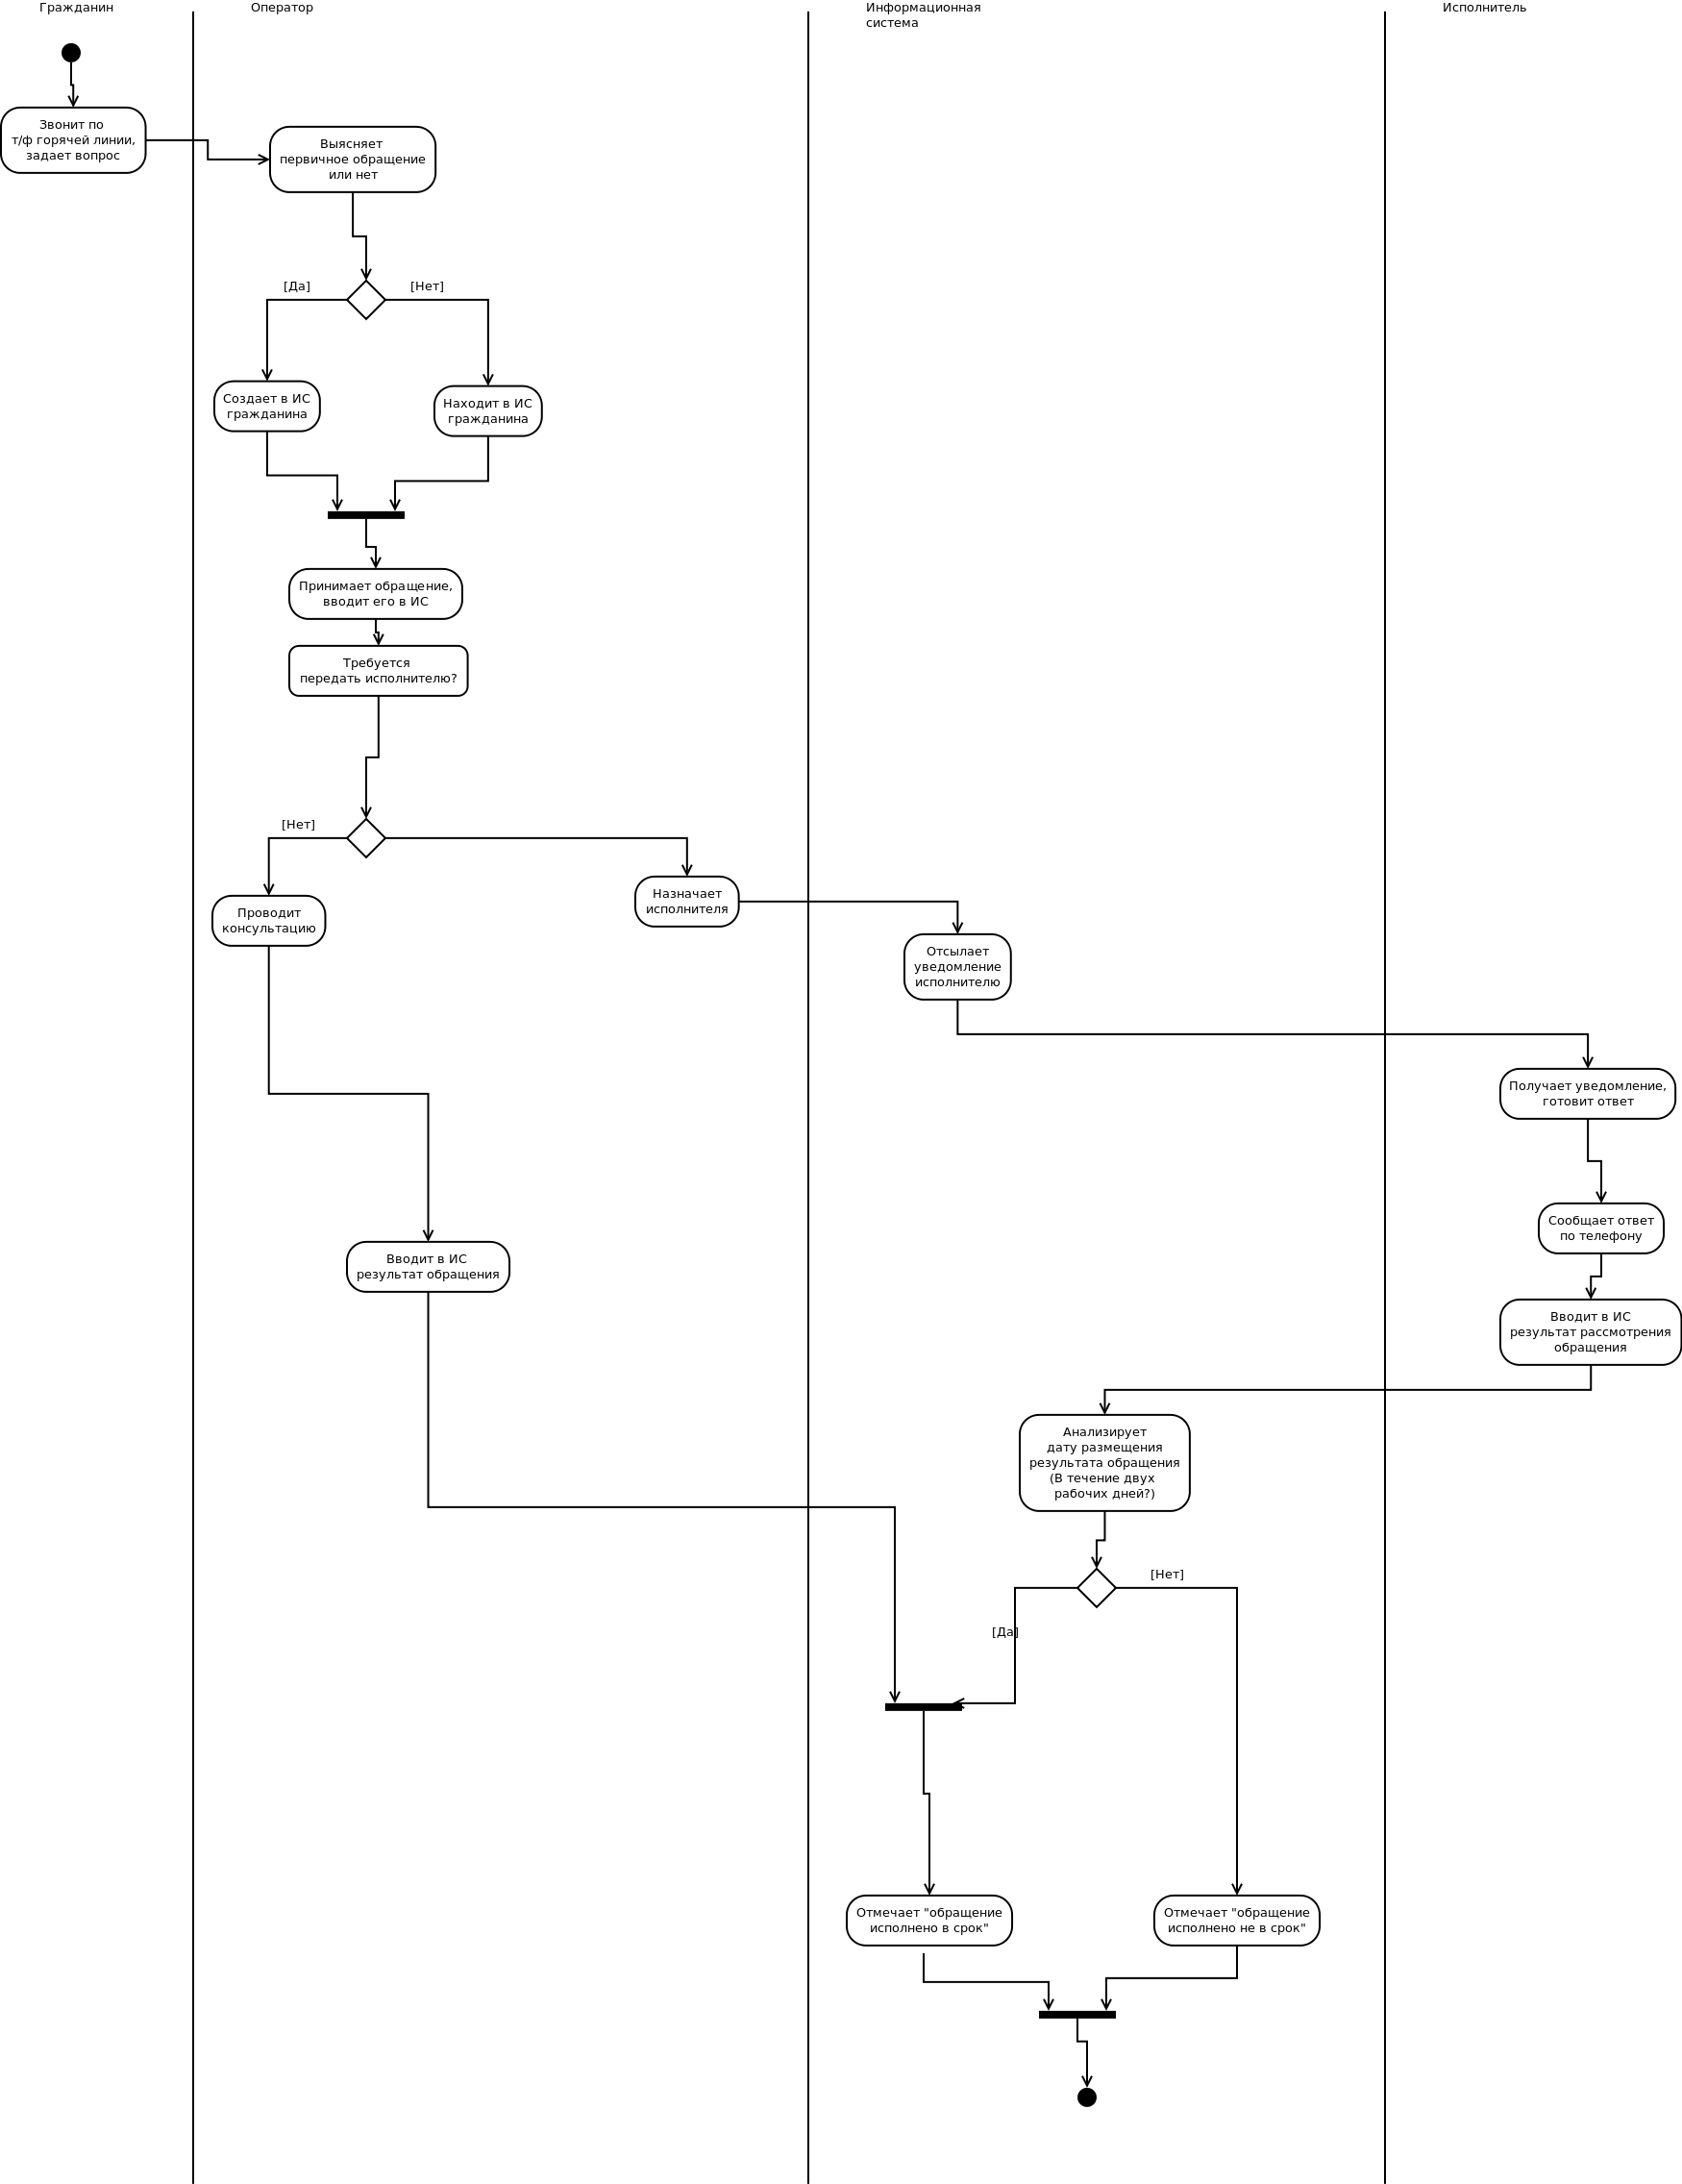 Гражданин
Оператор
Информационная
система
Исполнитель
Звонит по
т/ф горячей линии,
задает вопрос
Выясняет
первичное обращение
или нет
[Да]
[Нет]
Создает в ИС
гражданина
Находит в ИС
гражданина
Принимает обращение,
вводит его в ИС
Требуется
передать исполнителю?
[Нет]
Назначает
исполнителя
Проводит
консультацию
Отсылает
уведомление
исполнителю
Получает уведомление,
готовит ответ
Сообщает ответ
по телефону
Вводит в ИС
результат обращения
Вводит в ИС
результат рассмотрения
обращения
Анализирует
дату размещения
результата обращения
(В течение двух
рабочих дней?)
[Нет]
[Да]
Отмечает "обращение
исполнено в срок"
Отмечает "обращение
исполнено не в срок"